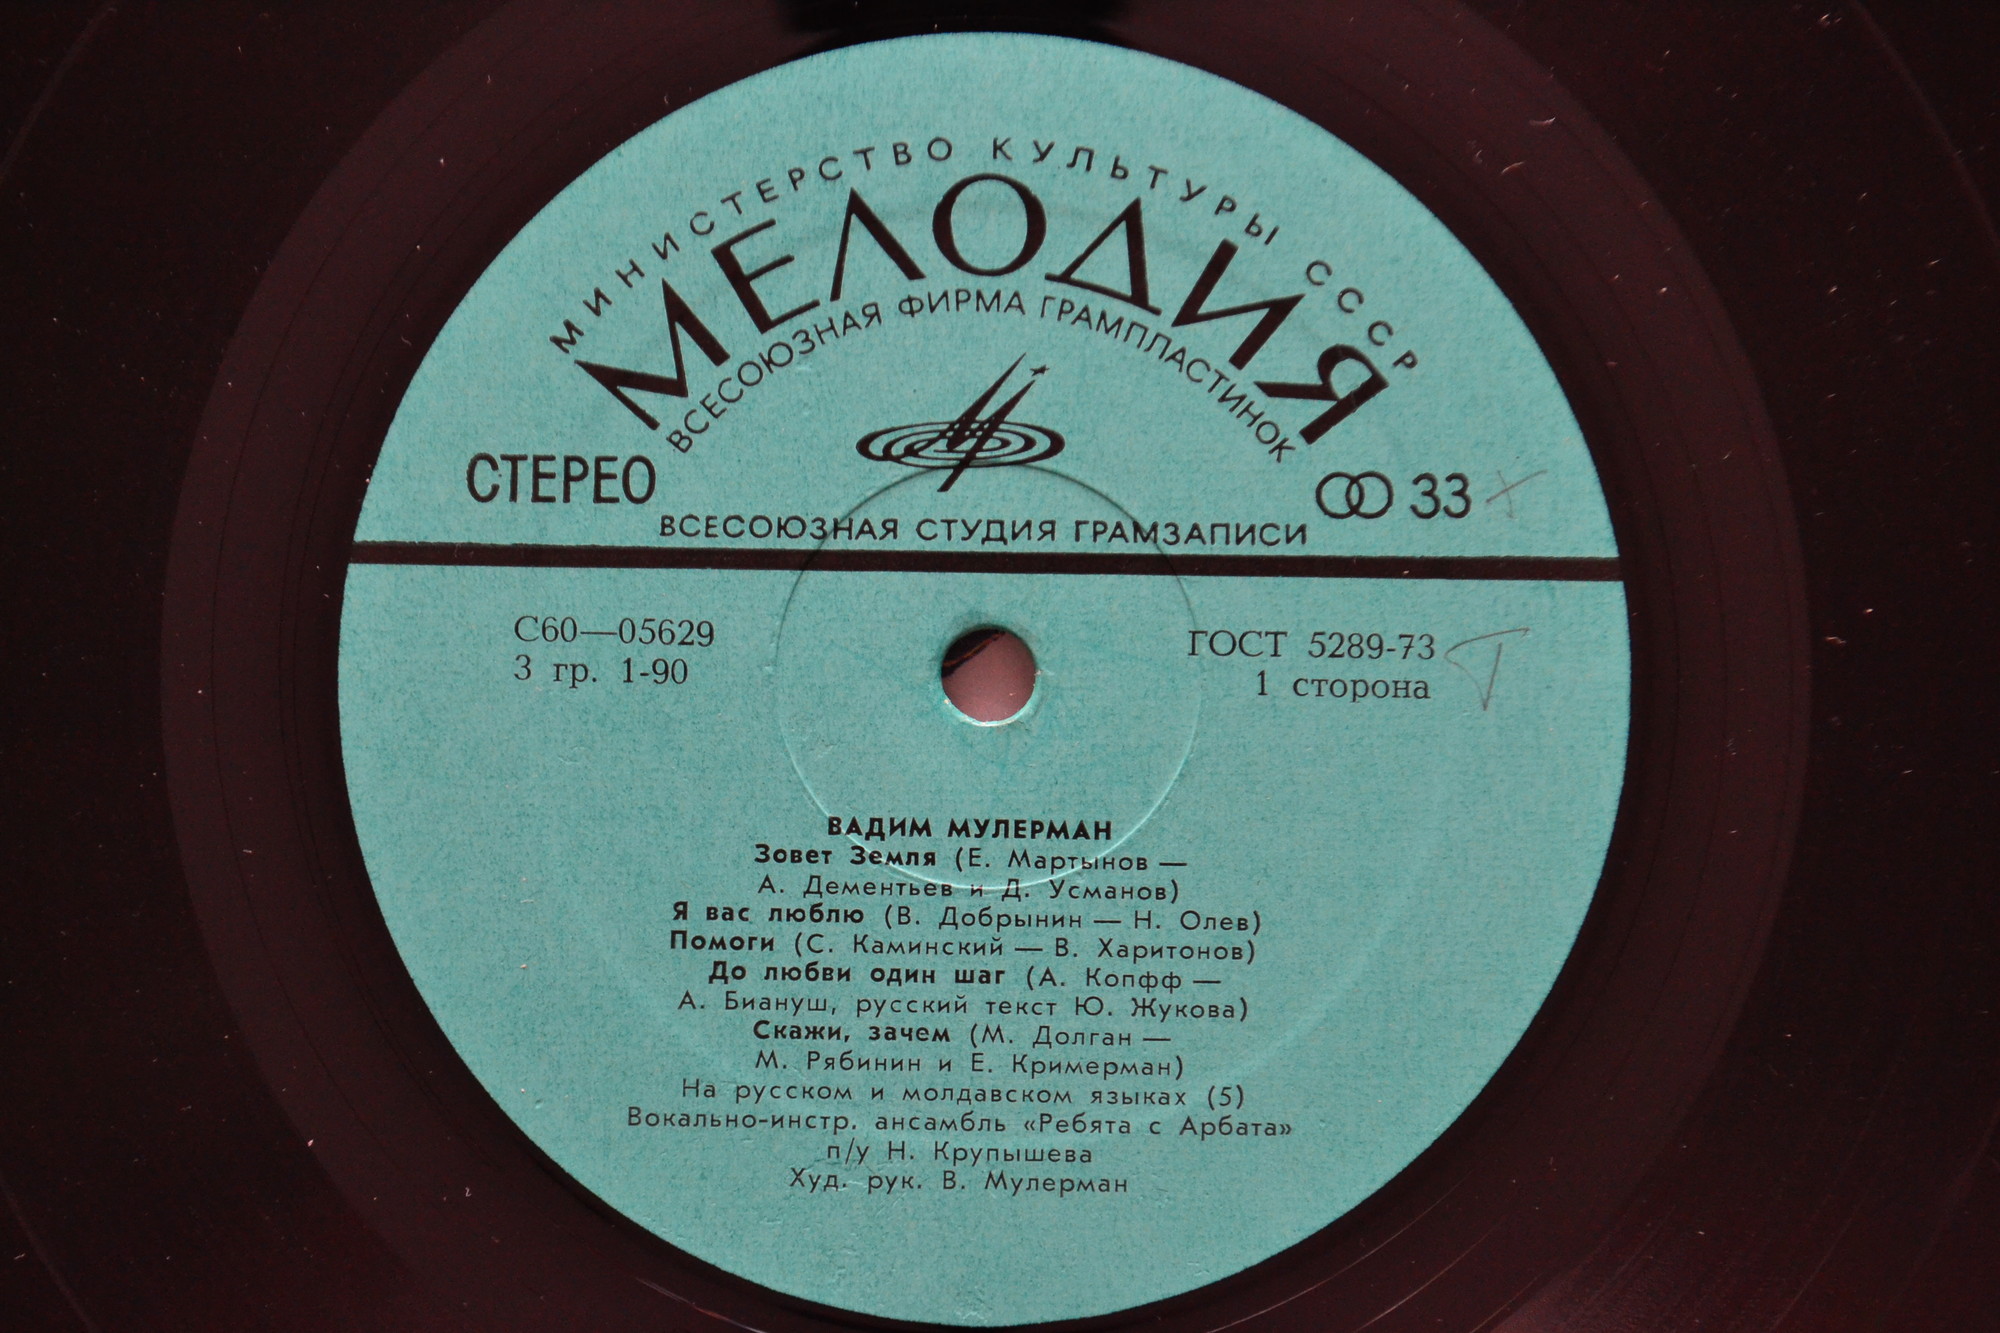 МИНИСТЕРСТВО КУЛЬТУРЫ СССР
МЕЛОДИЯ
ВСЕСОЮЗНАЯ ФИРМА ГРАМПЛАСТИНОК
СТЕРЕО
33
ВСЕСОЮЗНАЯ СТУДИЯ ГРАМЗАПИСИ
С60—05629
3 гр. 1-90
ГОСТ 5289-73
1 сторона
ВАДИМ МУЛЕРМАН
Зовет Земля (Е. Мартынов —
А. Дементьев и Д. Усманов)
Я вас люблю (В. Добрынин — Н. Олев)
Помоги (С. Каминский — В. Харитонов)
До любви один шаг (А. Копфф —
А. Биануш, русский текст Ю. Жукова)
Скажи, зачем (М. Долган —
М. Рябинин и Е. Кримерман)
На русском и молдавском языках (5)
Вокально-инстр. ансамбль «Ребята с Арбата»
п/у Н. Крупышева
Худ. рук. В. Мулерман